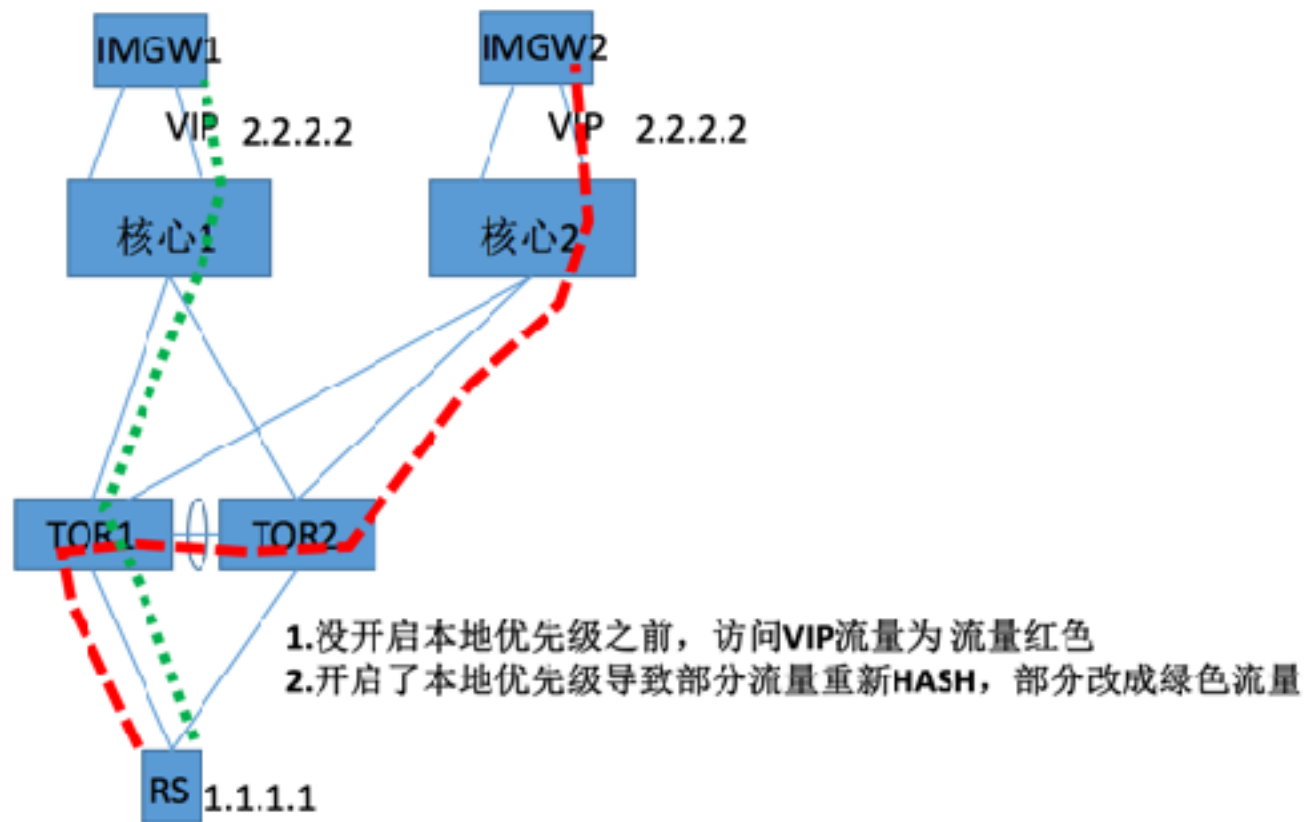 IMGW1
IMGW2
VIP 2.2.2.2
VIP 2.2.2.2
核心1
核心2
TOR1
TOR2
1.没开启本地优先级之前，访问VIP流量为 流量红色
2.开启了本地优先级导致部分流量重新HASH，部分改成绿色流量
RS 1.1.1.1